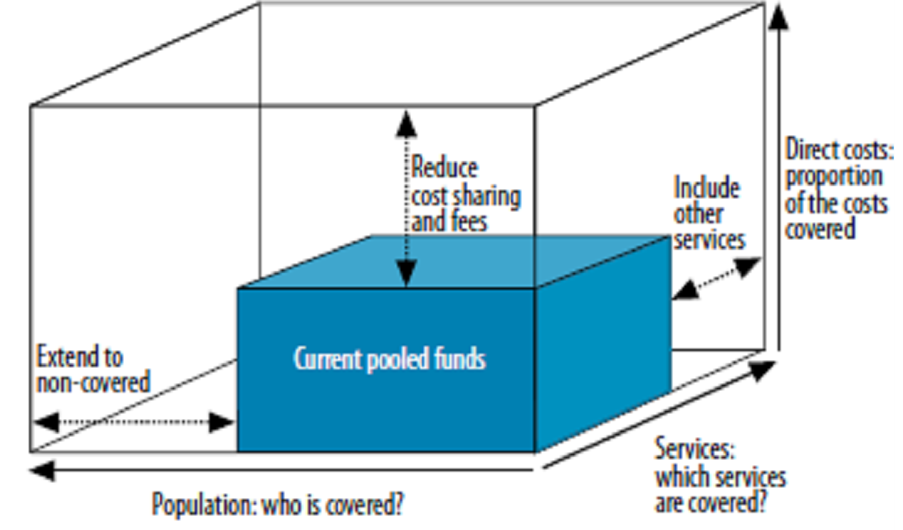 Reduce
cost sharing
and fees
Include
other
services
Direct costs:
proportion
of the costs
covered
Extend to
non-covered
Current pooled funds
Services:
which services
are covered?
Population: who is covered?